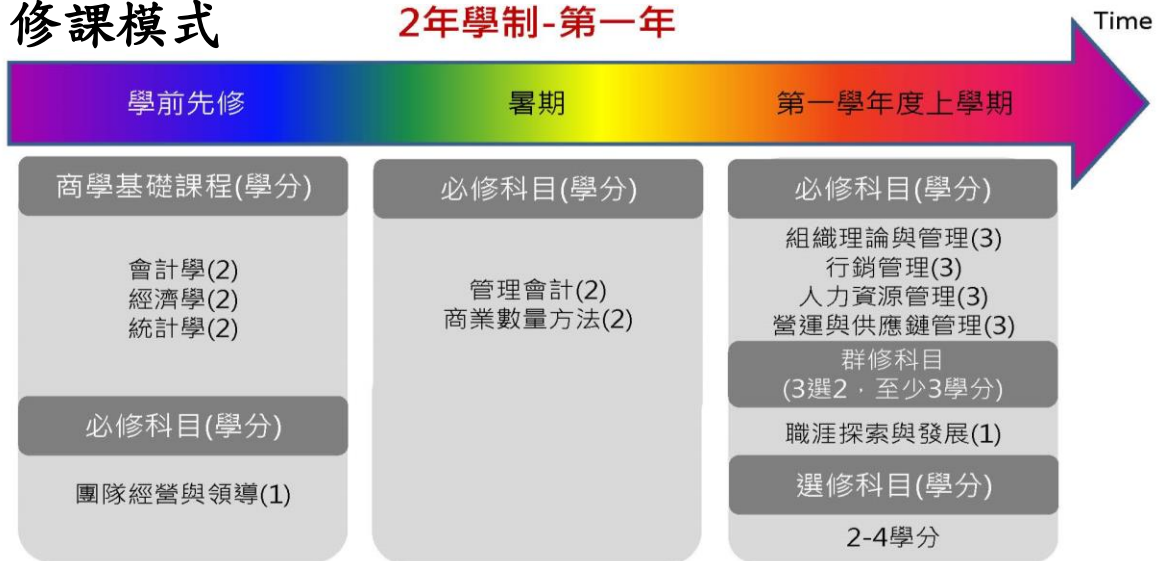 修課模式
2年學制-第一年
Time
學前先修
暑期
第一學年度上學期
商學基礎課程(學分)
會計學(2)
經濟學(2)
統計學(2)
必修科目(學分)
團隊經營與領導(1)
必修科目(學分)
管理會計(2)
商業數量方法(2)
必修科目(學分)
組織理論與管理(3)
行銷管理(3)
人力資源管理(3)
營運與供應鏈管理(3)
群修科目
(3選2，至少3學分)
職涯探索與發展(1)
選修科目(學分)
2-4學分